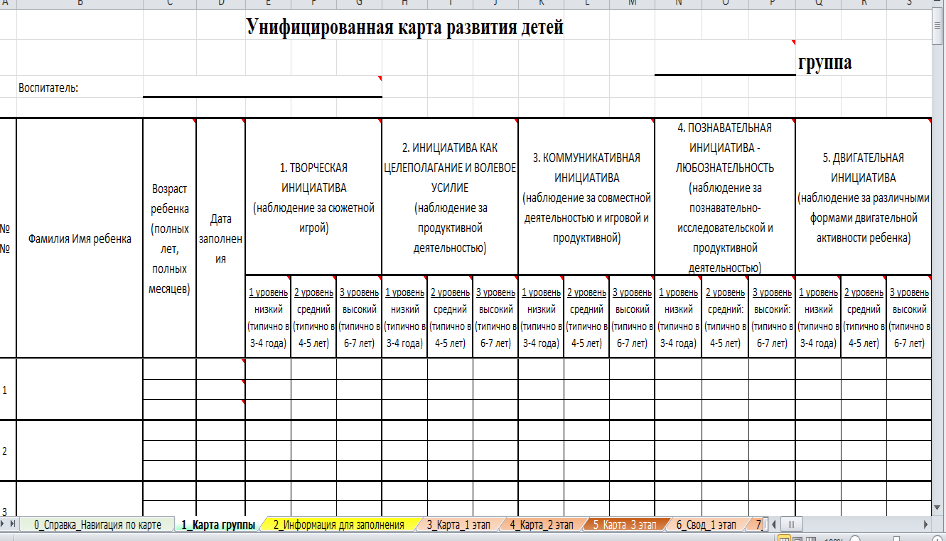 A B C D E F G H I J K L M N O P Q R S
Унифицированная карта развития детей
группа
Воспитатель:
№
№
Фамилия Имя ребенка
Возраст
ребенка
(полных
лет,
полных
месяцев)
Дата
заполнен
ия
1. ТВОРЧЕСКАЯ
ИНИЦИАТИВА
(наблюдение за сюжетной
игрой)
2. ИНИЦИАТИВА КАК
ЦЕЛЕПОЛАГАНИЕ И ВОЛЕВОЕ
УСИЛИЕ
(наблюдение за
продуктивной
деятельностью)
3. КОММУНИКАТИВНАЯ
ИНИЦИАТИВА
(наблюдение за совместной
деятельностью и игровой и
продуктивной)
4. ПОЗНАВАТЕЛЬНАЯ
ИНИЦИАТИВА -
ЛЮБОЗНАТЕЛЬНОСТЬ
(наблюдение за
познавательно-
исследовательской и
продуктивной
деятельностью)
5. ДВИГАТЕЛЬНАЯ
ИНИЦИАТИВА
(наблюдение за различными
формами двигательной
активности ребенка)
1 уровень
низкий
(типично в
3-4 года)
2 уровень
средний
(типично в
4-5 лет)
3 уровень
высокий
(типично в
6-7 лет)
1 уровень
низкий
(типично в
3-4 года)
2 уровень
средний
(типично в
4-5 лет)
3 уровень
высокий
(типично в
6-7 лет)
1 уровень
низкий
(типично в
3-4 года)
2 уровень
средний
(типично в
4-5 лет)
3 уровень
высокий
(типично в
6-7 лет)
1 уровень
низкий
(типично в
3-4 года)
2 уровень
средний:
(типично в
4-5 лет)
3 уровень
высокий:
(типично в
6-7 лет)
1 уровень
низкий
(типично в
3-4 года)
2 уровень
средний
(типично в
4-5 лет)
3 уровень
высокий
(типично в
6-7 лет)
1
2
3
0_Справка_Навигация по карте 1_Карта группы 2_Информация для заполнения 3_Карта_1 этап 4_Карта_2 этап 5_Карта_3 этап 6_Свод_1 этап 7